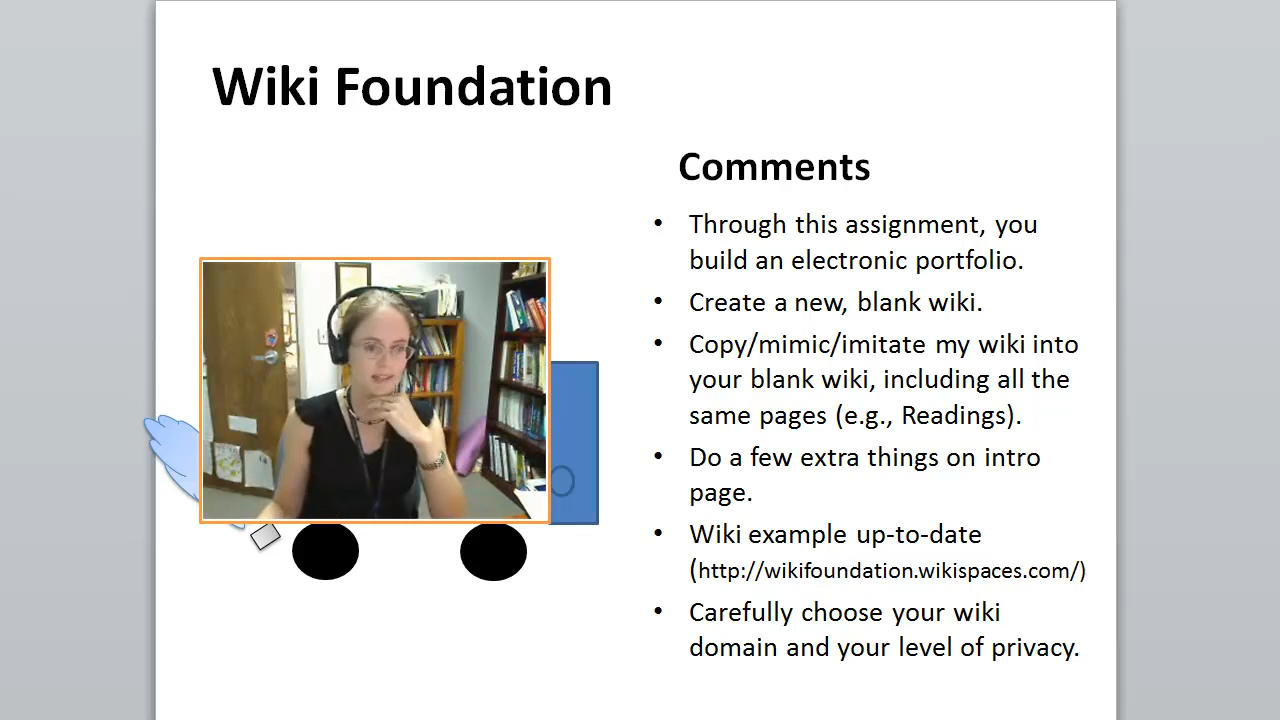 Wiki Foundation
Comments
• Through this assignment, you
build an electronic portfolio.
• Create a new, blank wiki.
• Copy/mimic/imitate my wiki into
your blank wiki, including all the
same pages (e.g., Readings).
• Do a few extra things on intro
page.
• Wiki example up-to-date
(http://wikifoundation.wikispaces.com/)
• Carefully choose your wiki
domain and your level of privacy.